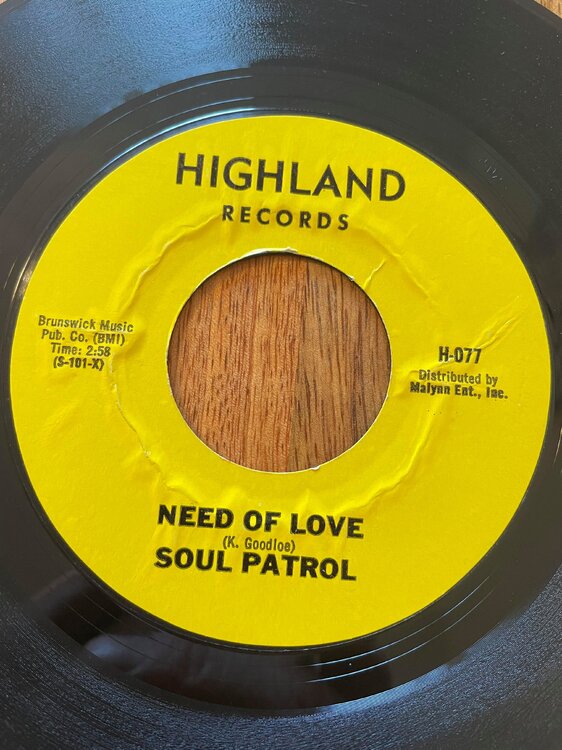 HIGHLAND
RECORDS
Brunswick Music
Pub. Co. (BMI)
Time: 2:58
(S-101-X)
H-077
Distributed by
Malynn Ent., Inc.
NEED OF LOVE
(K. Goodloe)
SOUL PATROL